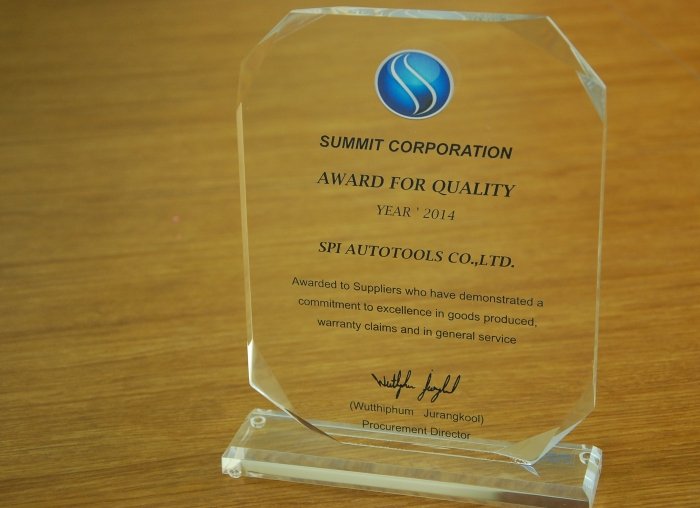 SUMMIT CORPORATION
AWARD FOR QUALITY
YEAR ' 2014
SPI AUTOTOOLS CO.,LTD.
Awarded to Suppliers who have demonstrated a
commitment to excellence in goods produced,
warranty claims and in general service
(Wutthiphum Jurangkool)
Procurement Director